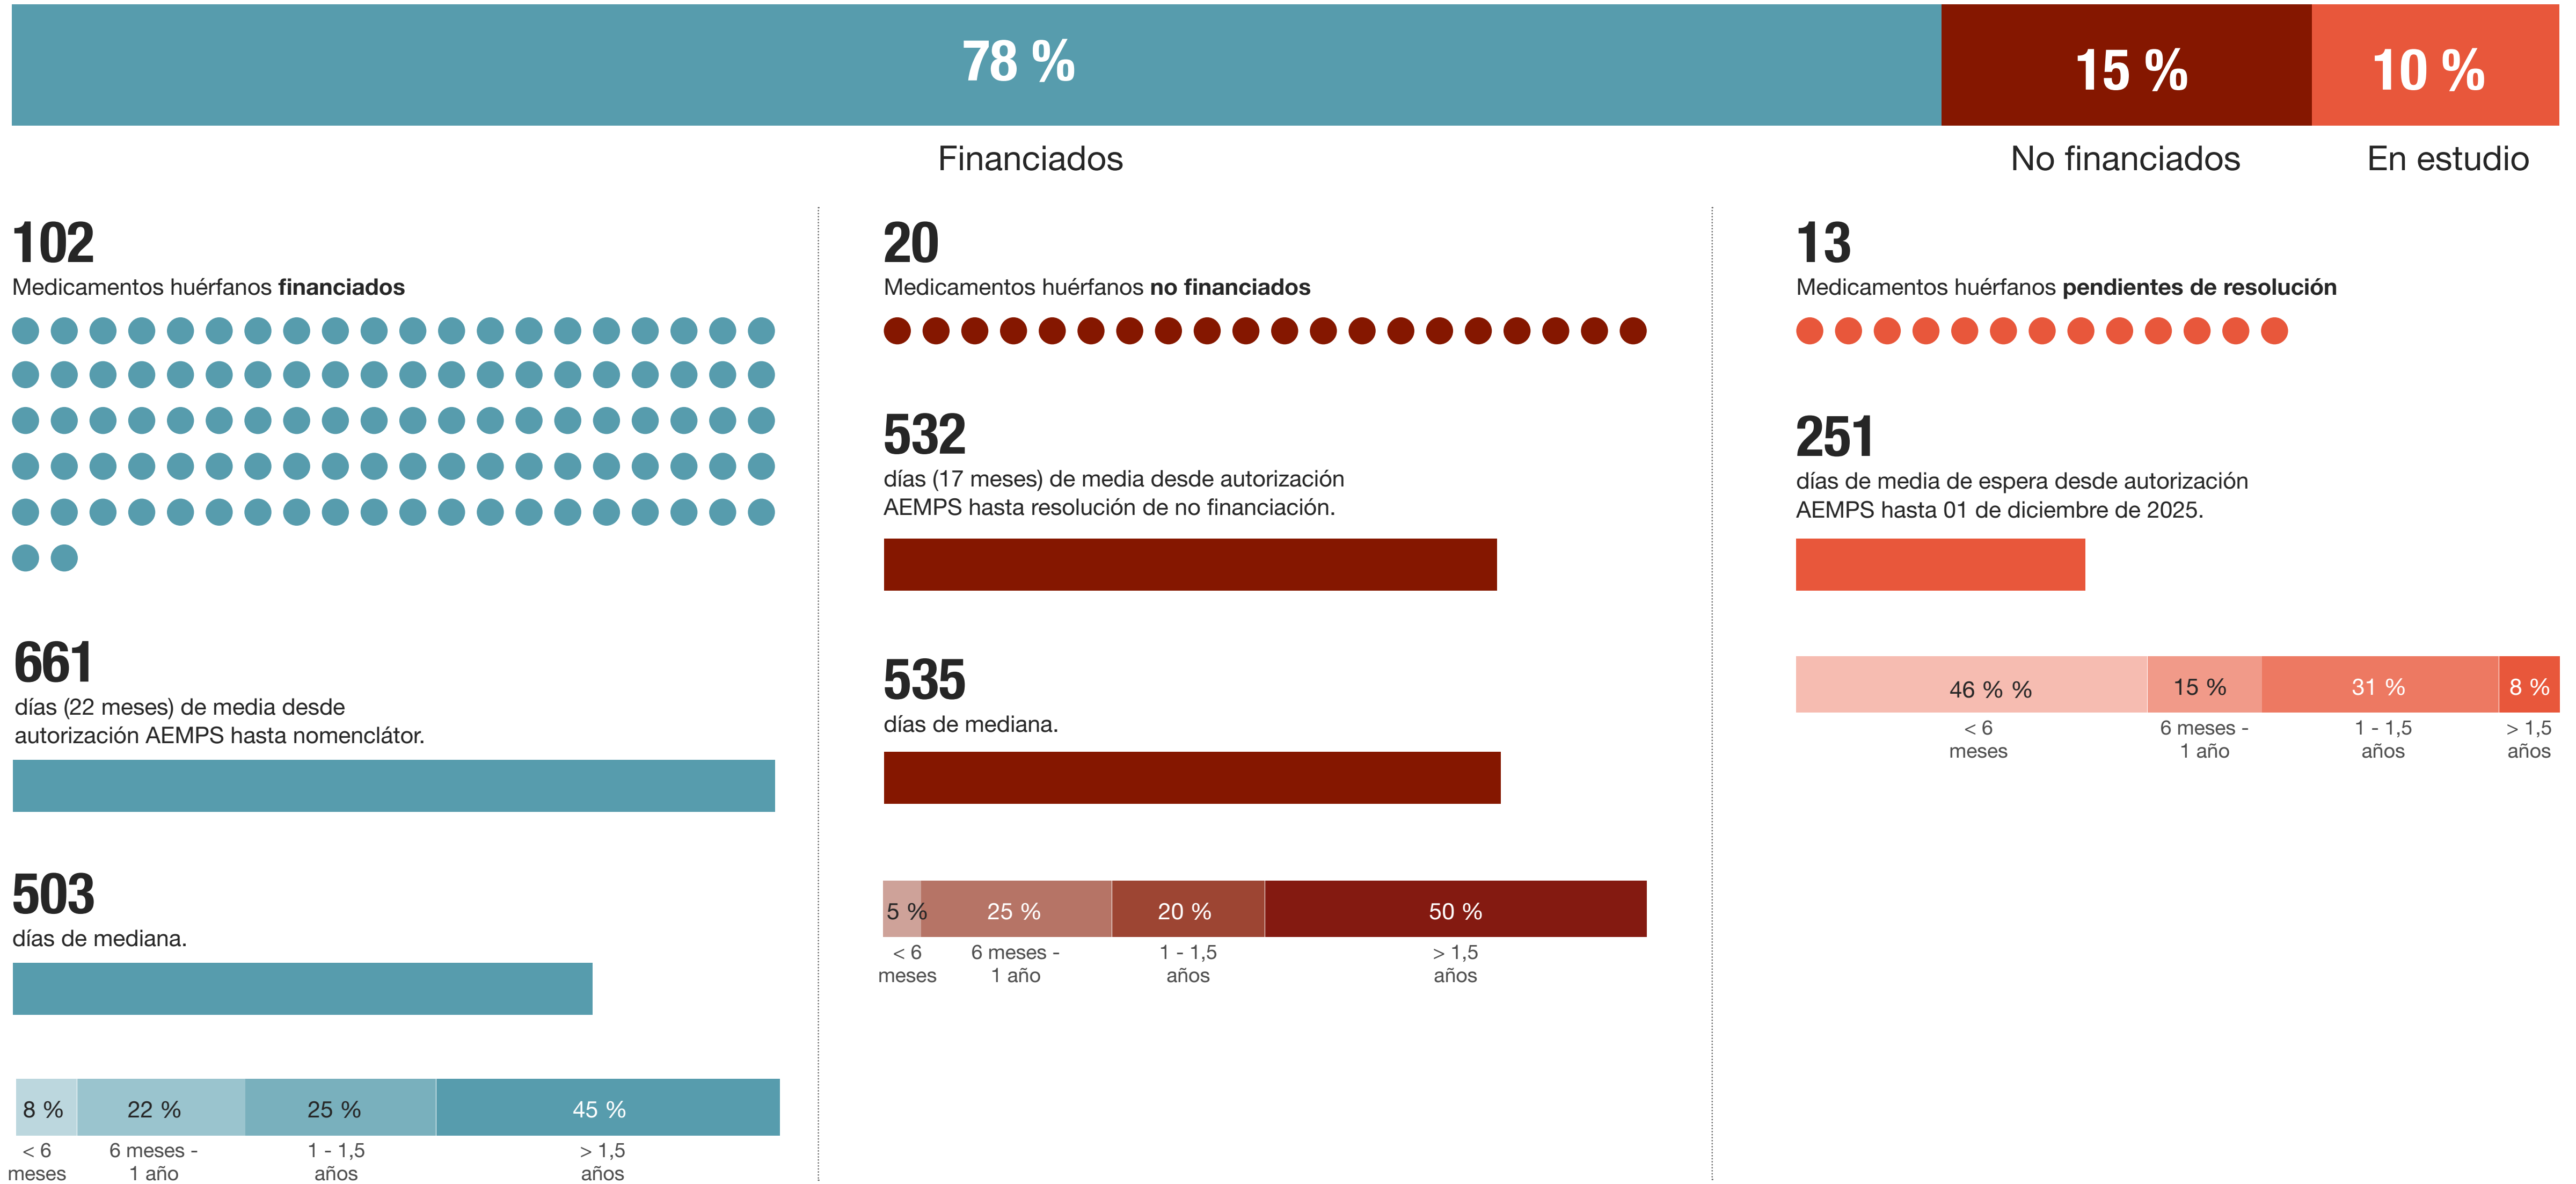 78 %
15 %
10 %
Financiados
No financiados
En estudio
102
Medicamentos huérfanos financiados
661
días (22 meses) de media desde
autorización AEMPS hasta nomenclátor.
503
días de mediana.
8 %
22 %
25 %
45 %
< 6
meses
6 meses -
1 año
1 - 1,5
años
> 1,5
años
20
Medicamentos huérfanos no financiados
532
días (17 meses) de media desde autorización
AEMPS hasta resolución de no financiación.
535
días de mediana.
5 %
25 %
20 %
50 %
< 6
meses
6 meses -
1 año
1 - 1,5
años
> 1,5
años
13
Medicamentos huérfanos pendientes de resolución
251
días de media de espera desde autorización
AEMPS hasta 01 de diciembre de 2025.
46 % %
15 %
31 %
8 %
< 6
meses
6 meses -
1 año
1 - 1,5
años
> 1,5
años